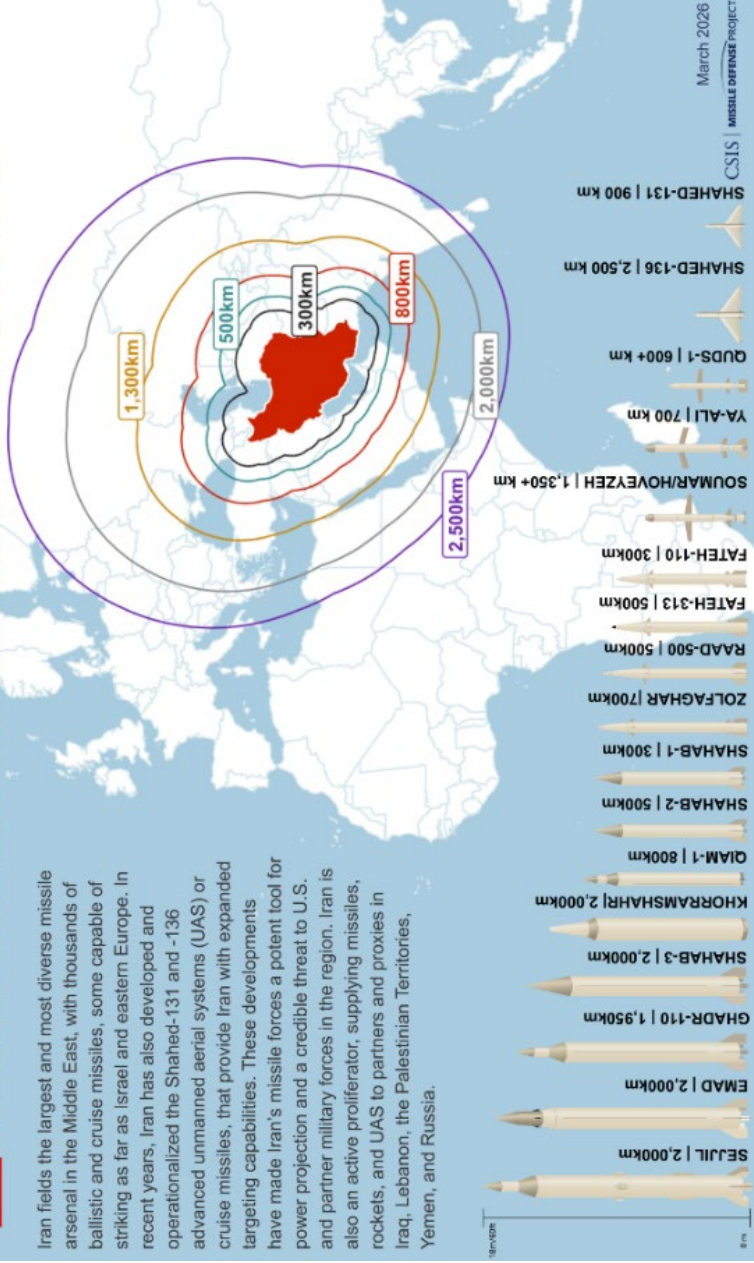 Iran fields the largest and most diverse missile
arsenal in the Middle East, with thousands of
ballistic and cruise missiles, some capable of
striking as far as Israel and eastern Europe. In
recent years, Iran has also developed and
operationalized the Shahed-131 and -136
advanced unmanned aerial systems (UAS) or
cruise missiles, that provide Iran with expanded
targeting capabilities. These developments
have made Iran's missile forces a potent tool for
power projection and a credible threat to U.S.
and partner military forces in the region. Iran is
also an active proliferator, supplying missiles,
rockets, and UAS to partners and proxies in
Iraq, Lebanon, the Palestinian Territories,
Yemen, and Russia.
1,300km
500km
300km
800km
2,000km
2,500km
18m/60ft
0 m
SEJJIL | 2,000km
EMAD | 2,000km
GHADR-110 | 1,950km
SHAHAB-3 | 2,000km
KHORRAMSHAHR| 2,000km
QIAM-1 | 800km
SHAHAB-2 | 500km
SHAHAB-1 | 300km
ZOLFAGHAR |700km
RAAD-500 | 500km
FATEH-313 | 500km
FATEH-110 | 300km
SOUMAR/HOVEYZEH | 1,350+ km
YA-ALI | 700 km
QUDS-1 | 600+ km
SHAHED-136 | 2,500 km
SHAHED-131 | 900 km
March 2026
CSIS | MISSILE DEFENSE PROJECT